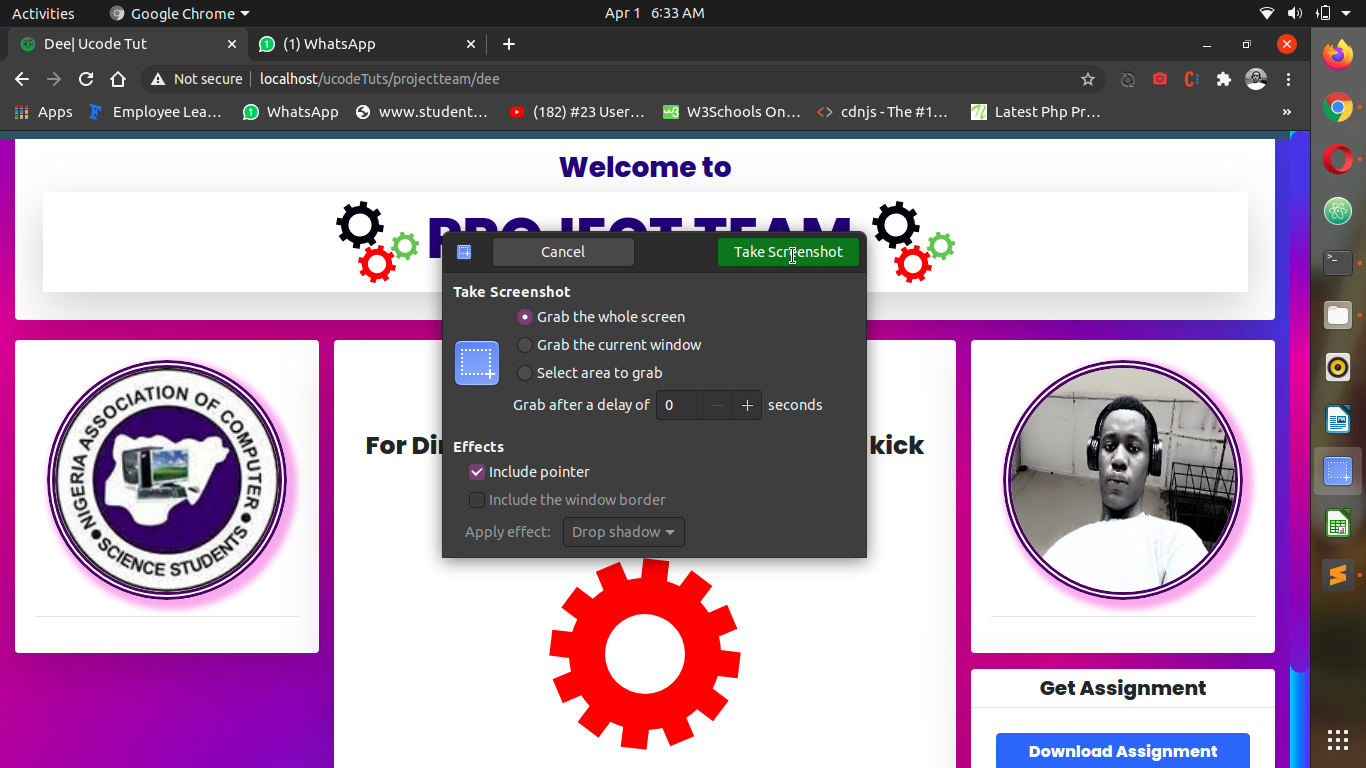 Activities
Google Chrome
Apr 1 6:33 AM
Dee| Ucode Tut
(1) WhatsApp
Not secure
localhost/ucodeTuts/projectteam/dee
Apps
Employee Lea...
WhatsApp
www.student...
(182) #23 User...
W3Schools On...
cdnjs - The #1...
Latest Php Pr...
»
Welcome to
PROJECT TEAM
Cancel
Take Screenshot
Take Screenshot
Grab the whole screen
Grab the current window
Select area to grab
Grab after a delay of 0 seconds
Effects
Include pointer
Include the window border
Apply effect: Drop shadow
NIGERIA ASSOCIATION OF COMPUTER
SCIENCE STUDENTS
For
kick
Get Assignment
Download Assignment